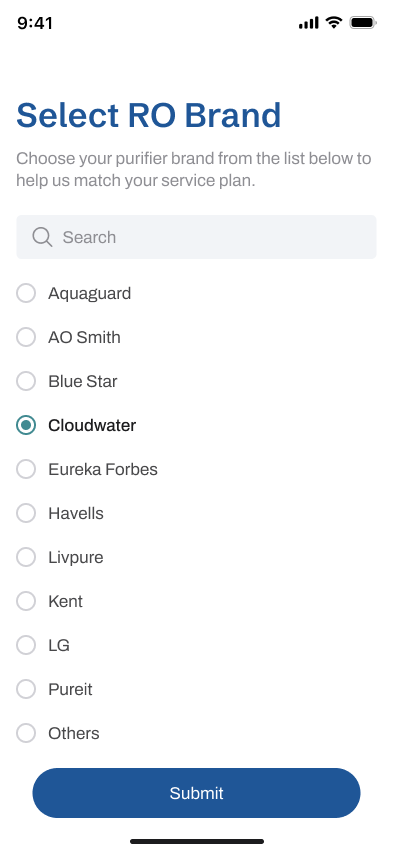 9:41
Select RO Brand
Choose your purifier brand from the list below to
help us match your service plan.
Search
Aquaguard
AO Smith
Blue Star
Cloudwater
Eureka Forbes
Havells
Livpure
Kent
LG
Pureit
Others
Submit